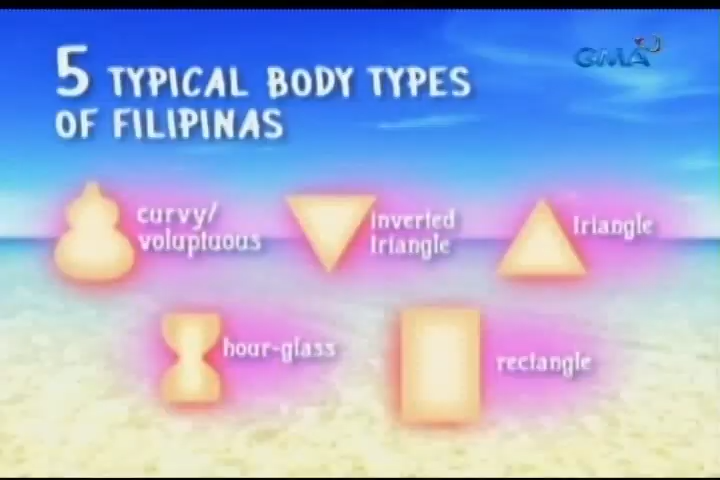 5 TYPICAL BODY TYPES
OF FILIPINAS
GMA
curvy/
voluptuous
inverted
triangle
triangle
hour-glass
rectangle